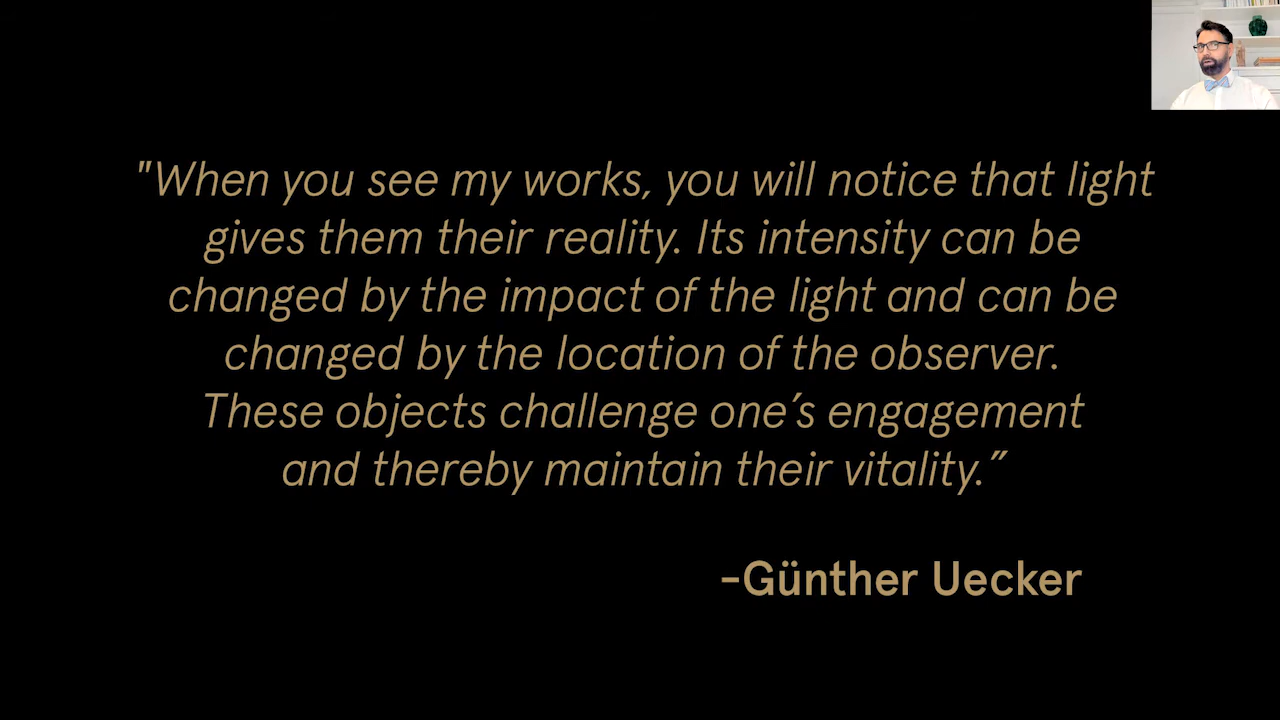 "When you see my works, you will notice that light
gives them their reality. Its intensity can be
changed by the impact of the light and can be
changed by the location of the observer.
These objects challenge one’s engagement
and thereby maintain their vitality.”
-Günther Uecker